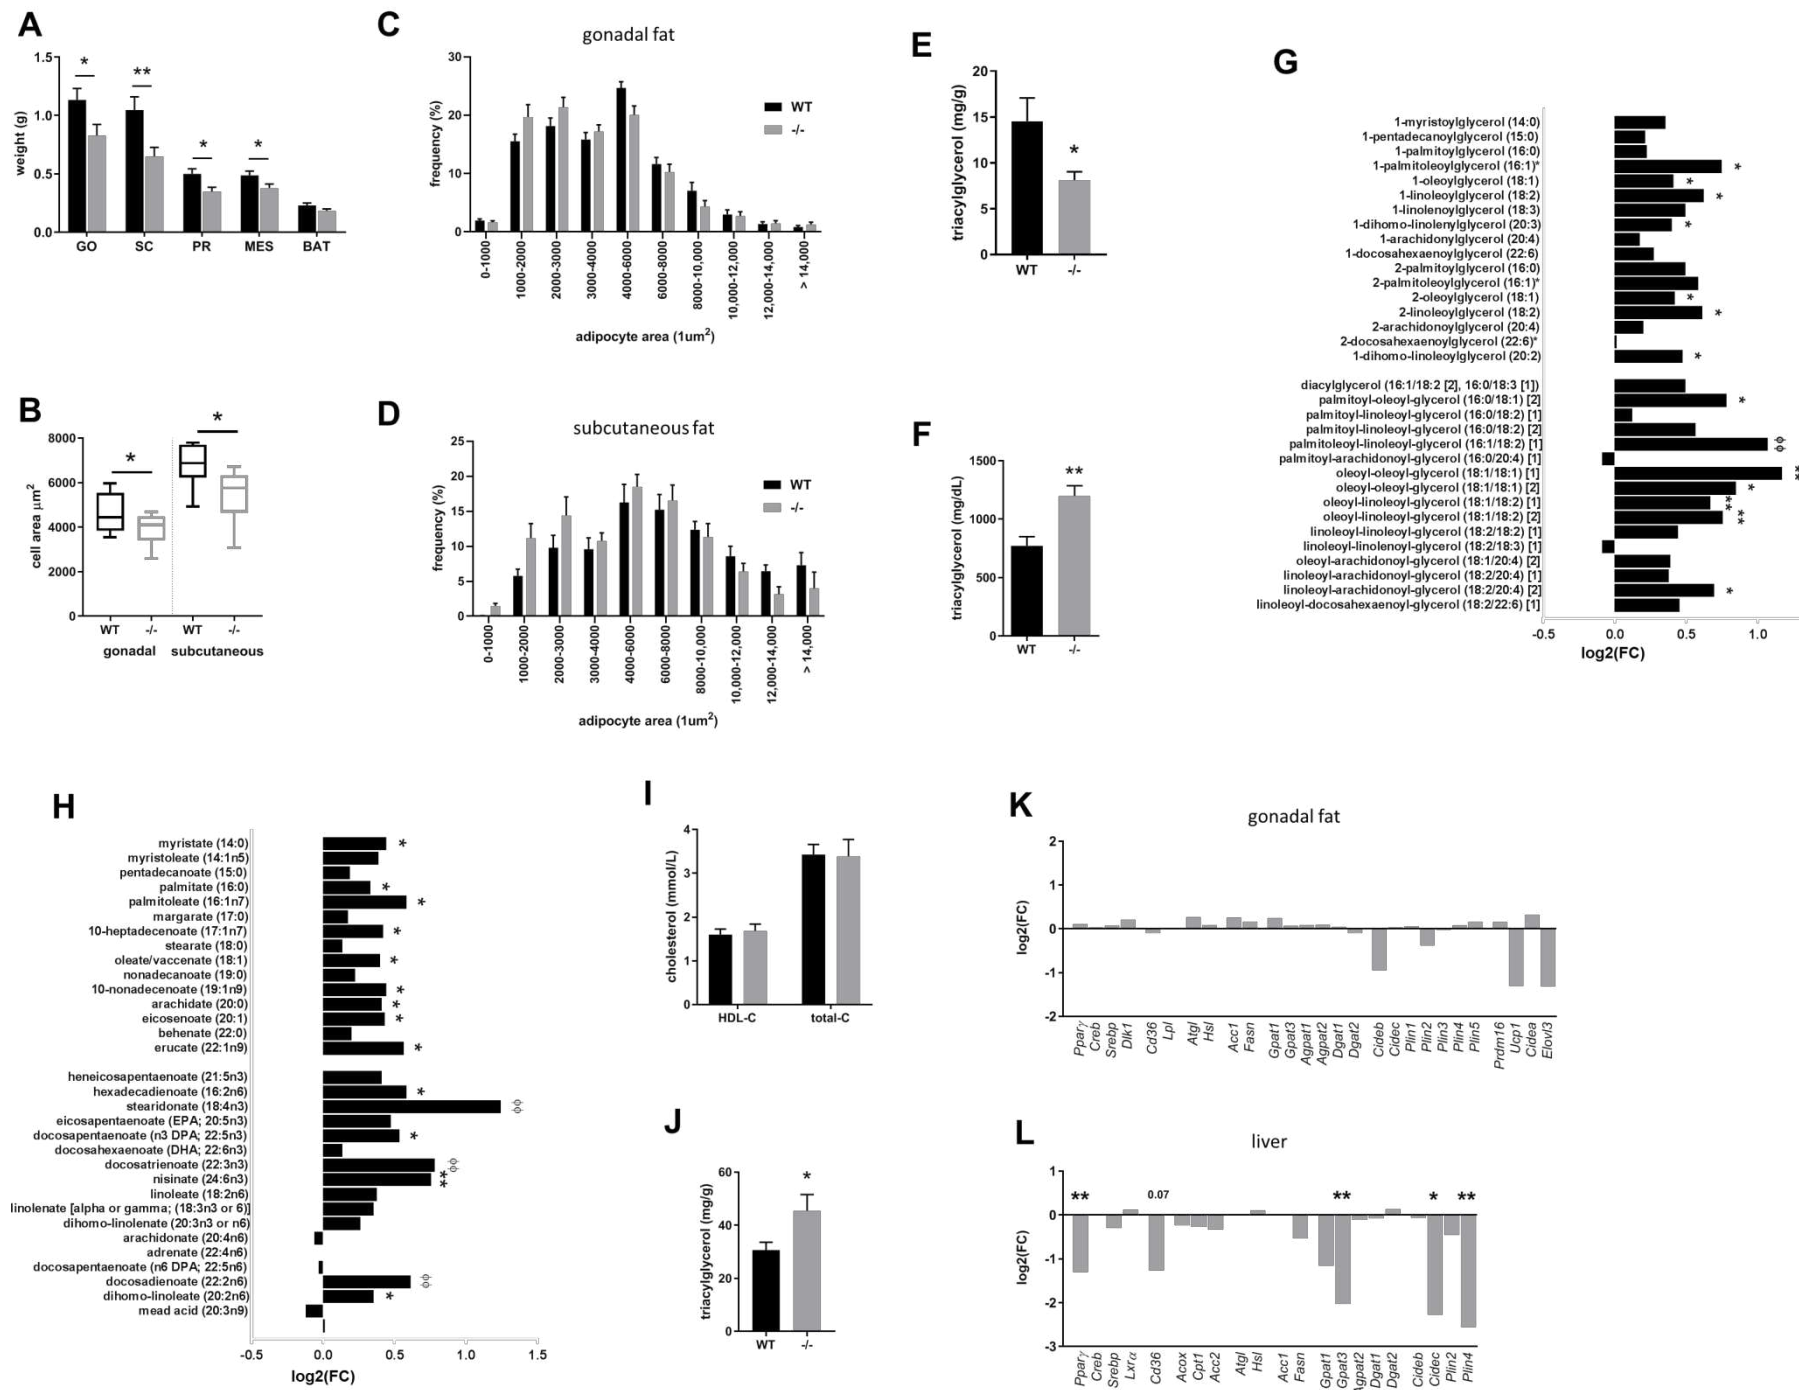 A
weight (g)
1.5
1.0
0.5
0.0
*
**
*
*
GO SC PR MES BAT
B
cell area μm²
8000
6000
4000
2000
0
*
*
WT -/- WT -/-
gonadal subcutaneous
C
gonadal fat
frequency (%)
30
20
10
0
WT
-/-
0-1000
1000-2000
2000-3000
3000-4000
4000-6000
6000-8000
8000-10,000
10,000-12,000
12,000-14,000
> 14,000
adipocyte area (1um²)
D
subcutaneous fat
frequency (%)
25
20
15
10
5
0
WT
-/-
0-1000
1000-2000
2000-3000
3000-4000
4000-6000
6000-8000
8000-10,000
10,000-12,000
12,000-14,000
> 14,000
adipocyte area (1um²)
E
triacylglycerol (mg/g)
20
15
10
5
0
*
WT -/-
F
triacylglycerol (mg/dL)
1500
1000
500
0
**
WT -/-
G
1-myristoylglycerol (14:0)
1-pentadecanoylglycerol (15:0)
1-palmitoylglycerol (16:0)
1-palmitoleoylglycerol (16:1)* *
1-oleoylglycerol (18:1) *
1-linoleoylglycerol (18:2) *
1-linolenoylglycerol (18:3)
1-dihomo-linolenylglycerol (20:3) *
1-arachidonylglycerol (20:4)
1-docosahexaenoylglycerol (22:6)
2-palmitoylglycerol (16:0)
2-palmitoleoylglycerol (16:1)*
2-oleoylglycerol (18:1) *
2-linoleoylglycerol (18:2) *
2-arachidonoylglycerol (20:4)
2-docosahexaenoylglycerol (22:6)*
1-dihomo-linoleoylglycerol (20:2) *
diacylglycerol (16:1/18:2 [2], 16:0/18:3 [1])
palmitoyl-oleoyl-glycerol (16:0/18:1) [2] *
palmitoyl-linoleoyl-glycerol (16:0/18:2) [1]
palmitoyl-linoleoyl-glycerol (16:0/18:2) [2]
palmitoleoyl-linoleoyl-glycerol (16:1/18:2) [1] ϕϕ
palmitoyl-arachidonoyl-glycerol (16:0/20:4) [1]
oleoyl-oleoyl-glycerol (18:1/18:1) [1] **
oleoyl-oleoyl-glycerol (18:1/18:1) [2] *
oleoyl-linoleoyl-glycerol (18:1/18:2) [1] **
oleoyl-linoleoyl-glycerol (18:1/18:2) [2] **
linoleoyl-linoleoyl-glycerol (18:2/18:2) [1]
linoleoyl-linolenoyl-glycerol (18:2/18:3) [1]
oleoyl-arachidonoyl-glycerol (18:1/20:4) [2]
linoleoyl-arachidonoyl-glycerol (18:2/20:4) [1]
linoleoyl-arachidonoyl-glycerol (18:2/20:4) [2] *
linoleoyl-docosahexaenoyl-glycerol (18:2/22:6) [1]
-0.5 0.0 0.5 1.0
log2(FC)
H
myristate (14:0) *
myristoleate (14:1n5)
pentadecanoate (15:0)
palmitate (16:0) *
palmitoleate (16:1n7) *
margarate (17:0)
10-heptadecenoate (17:1n7) *
stearate (18:0)
oleate/vaccenate (18:1) *
nonadecanoate (19:0)
10-nonadecenoate (19:1n9) *
arachidate (20:0) *
eicosenoate (20:1) *
behenate (22:0)
erucate (22:1n9) *
heneicosapentaenoate (21:5n3)
hexadecadienoate (16:2n6) *
stearidonate (18:4n3) ϕϕ
eicosapentaenoate (EPA; 20:5n3)
docosapentaenoate (n3 DPA; 22:5n3) *
docosahexaenoate (DHA; 22:6n3)
docosatrienoate (22:3n3) ϕϕ
nisinate (24:6n3) **
linoleate (18:2n6)
linolenate [alpha or gamma; (18:3n3 or 6)]
dihomo-linolenate (20:3n3 or n6)
arachidonate (20:4n6)
adrenate (22:4n6)
docosapentaenoate (n6 DPA; 22:5n6)
docosadienoate (22:2n6) ϕϕ
dihomo-linoleate (20:2n6) *
mead acid (20:3n9)
-0.5 0.0 0.5 1.0 1.5
log2(FC)
I
cholesterol (mmol/L)
4
3
2
1
0
HDL-C total-C
J
triacylglycerol (mg/g)
60
40
20
0
*
WT -/-
K
gonadal fat
log2(FC)
2
1
0
-1
-2
Pparγ
Creb
Srebp
Dlk1
Cd36
Lpl
Atgl
Hsl
Acc1
Fasn
Gpat1
Gpat3
Agpat1
Agpat2
Dgat1
Dgat2
Cideb
Cidec
Plin1
Plin2
Plin3
Plin4
Plin5
Prdm16
Ucp1
Cidea
Elovl3
L
liver
log2(FC)
1
0
-1
-2
-3
** 0.07 ** * **
Pparγ
Creb
Srebp
Lxrα
Cd36
Acox
Cpt1
Acc2
Atgl
Hsl
Acc1
Fasn
Gpat1
Gpat3
Agpat2
Dgat1
Dgat2
Cideb
Cidec
Plin2
Plin4